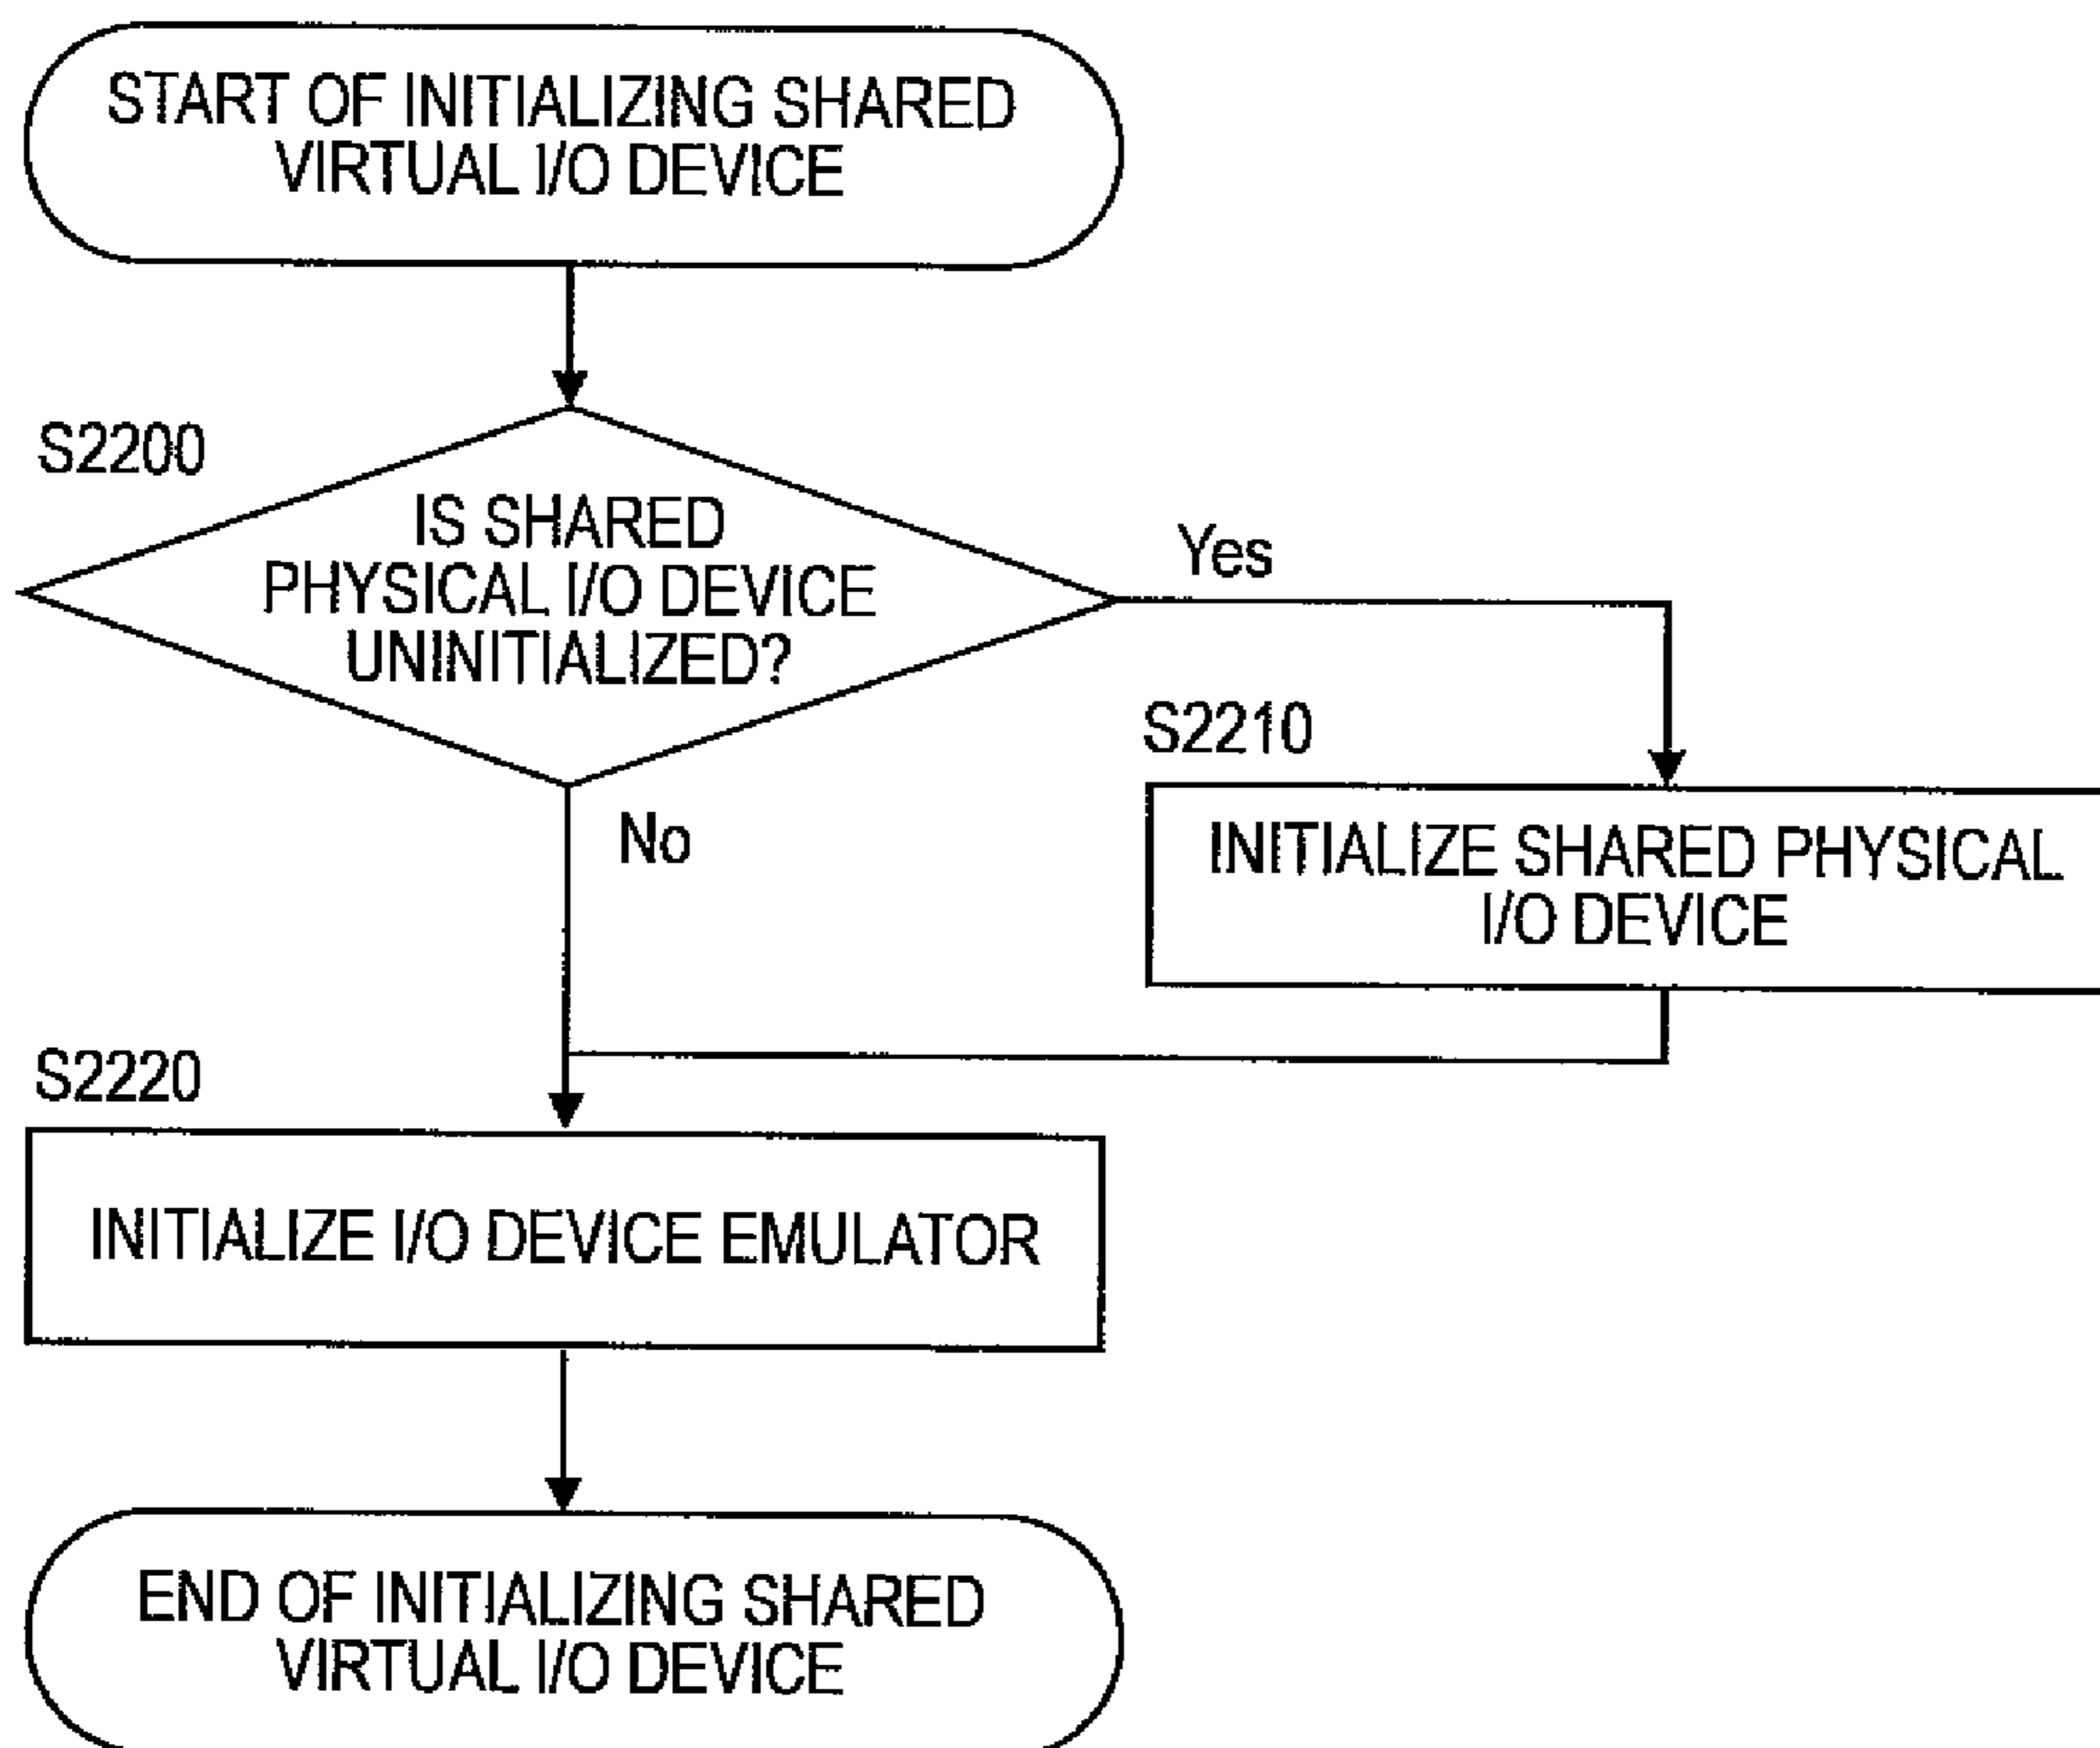 START OF INITIALIZING SHARED
VIRTUAL I/O DEVICE
S2200
IS SHARED
PHYSICAL I/O DEVICE
UNINITIALIZED?
Yes
No
S2210
INITIALIZE SHARED PHYSICAL
I/O DEVICE
S2220
INITIALIZE I/O DEVICE EMULATOR
END OF INITIALIZING SHARED
VIRTUAL I/O DEVICE